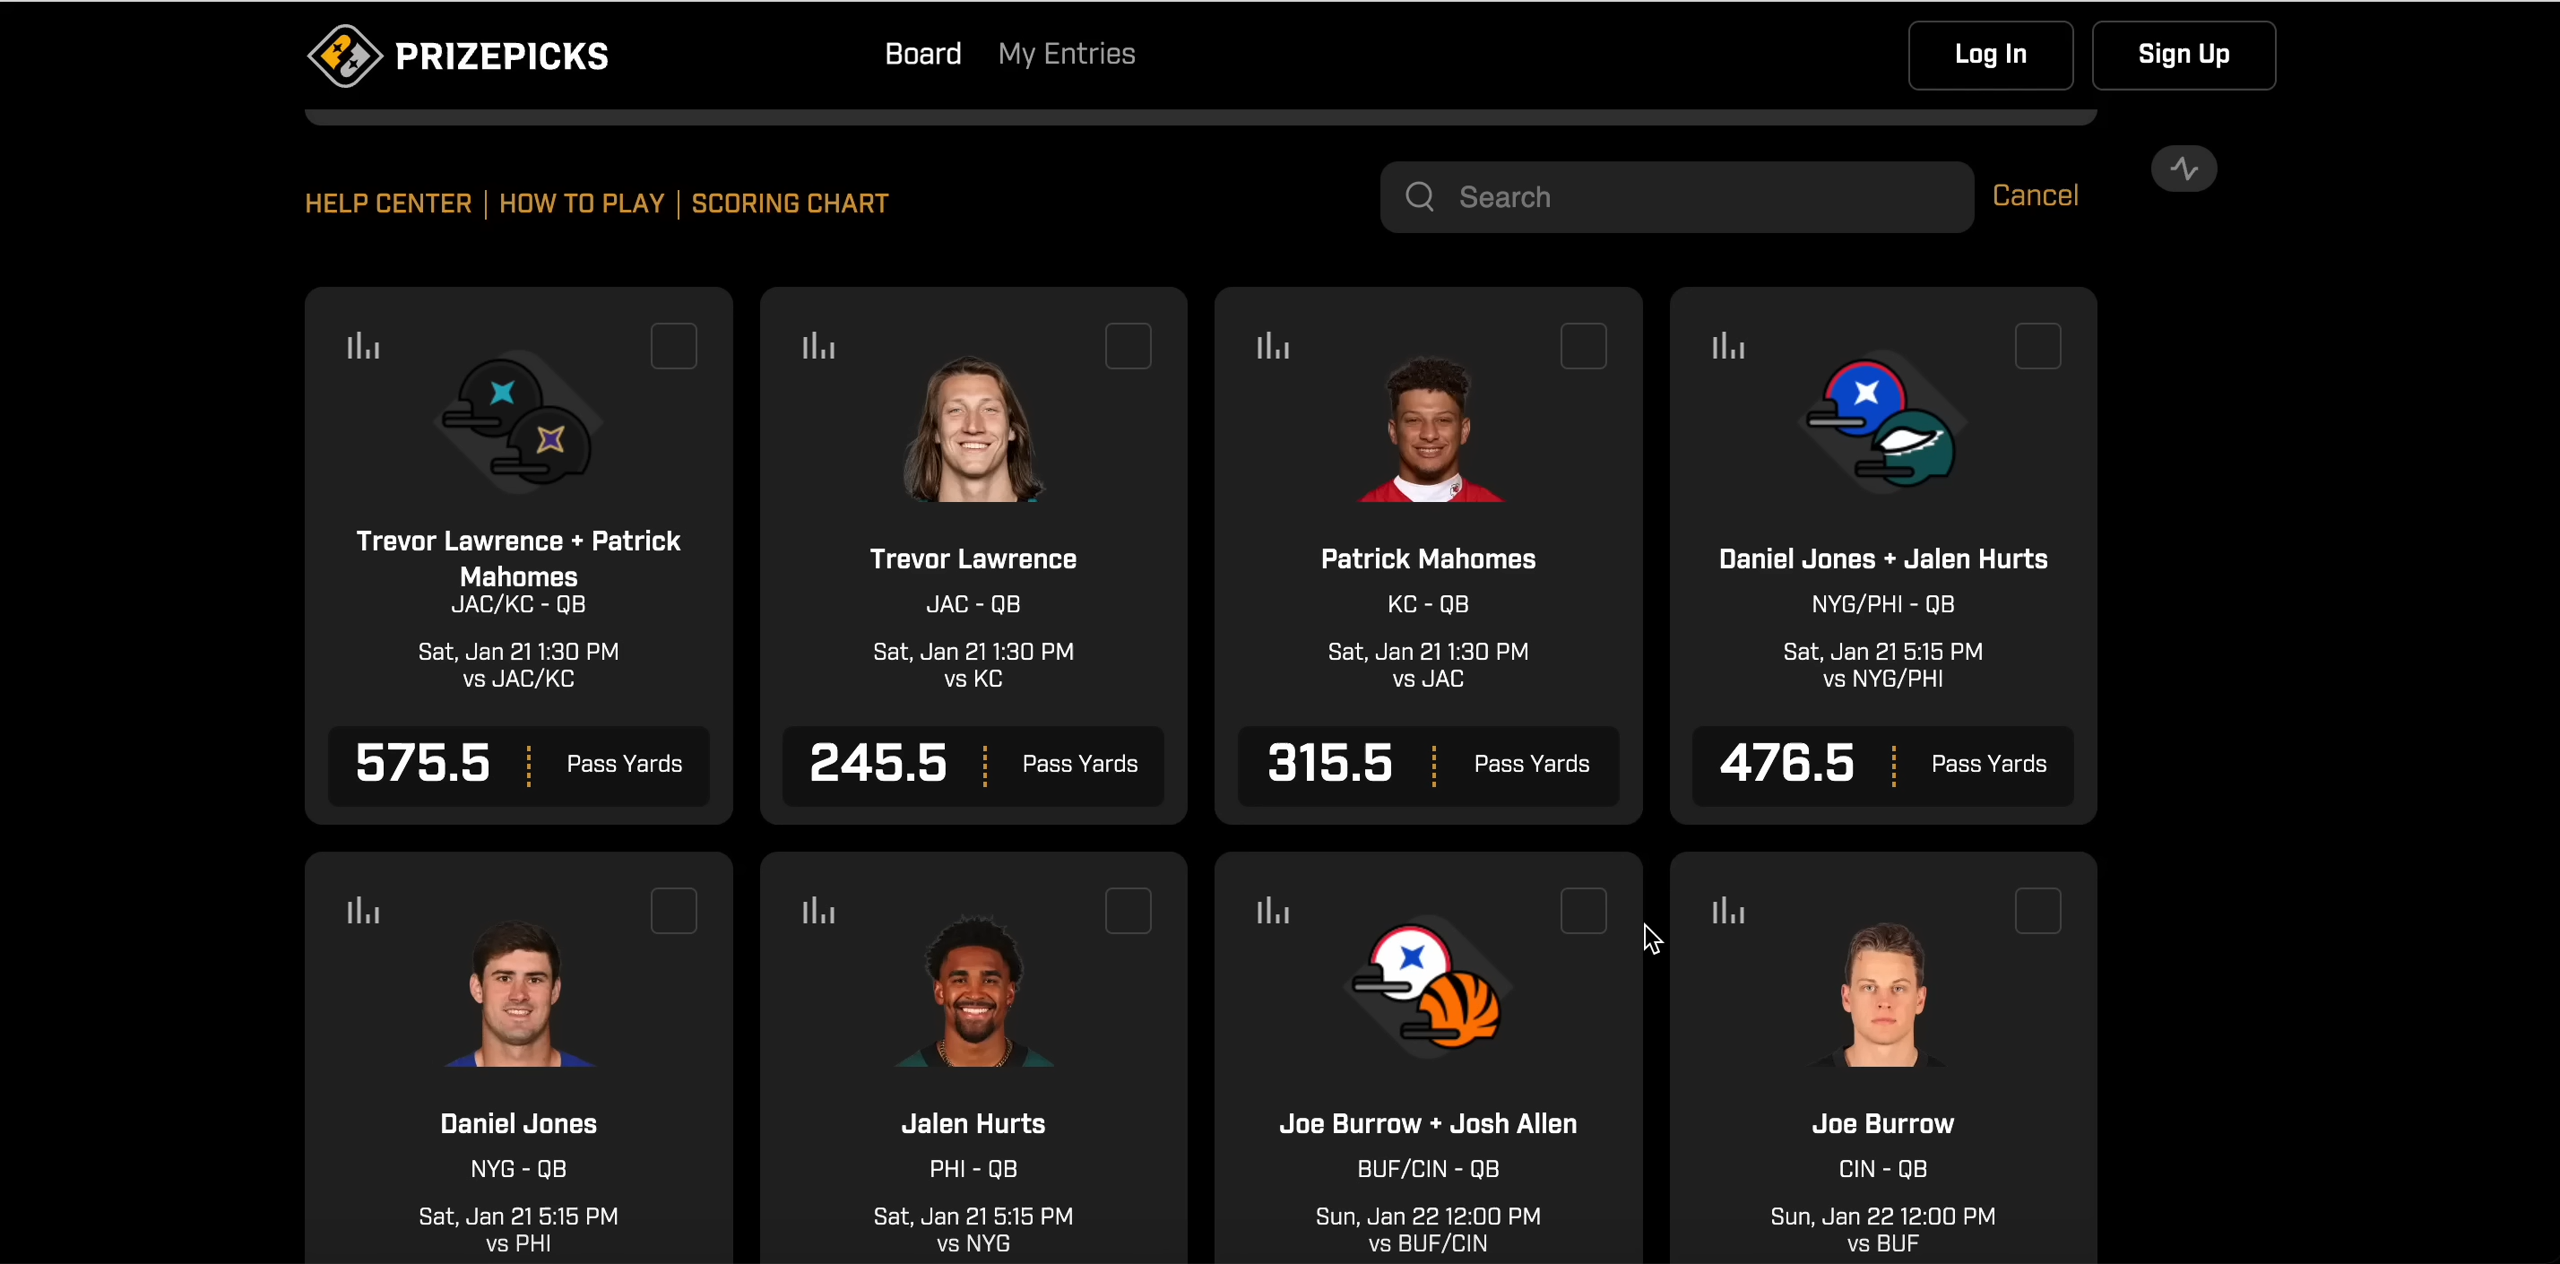 PRIZEPICKS
Board
My Entries
Log In
Sign Up
HELP CENTER | HOW TO PLAY | SCORING CHART
Search
Cancel
Trevor Lawrence + Patrick
Mahomes
JAC/KC - QB
Sat, Jan 21 1:30 PM
vs JAC/KC
575.5
Pass Yards
Trevor Lawrence
JAC - QB
Sat, Jan 21 1:30 PM
vs KC
245.5
Pass Yards
Patrick Mahomes
KC - QB
Sat, Jan 21 1:30 PM
vs JAC
315.5
Pass Yards
Daniel Jones + Jalen Hurts
NYG/PHI - QB
Sat, Jan 21 5:15 PM
vs NYG/PHI
476.5
Pass Yards
Daniel Jones
NYG - QB
Sat, Jan 21 5:15 PM
vs PHI
Jalen Hurts
PHI - QB
Sat, Jan 21 5:15 PM
vs NYG
Joe Burrow + Josh Allen
BUF/CIN - QB
Sun, Jan 22 12:00 PM
vs BUF/CIN
Joe Burrow
CIN - QB
Sun, Jan 22 12:00 PM
vs BUF